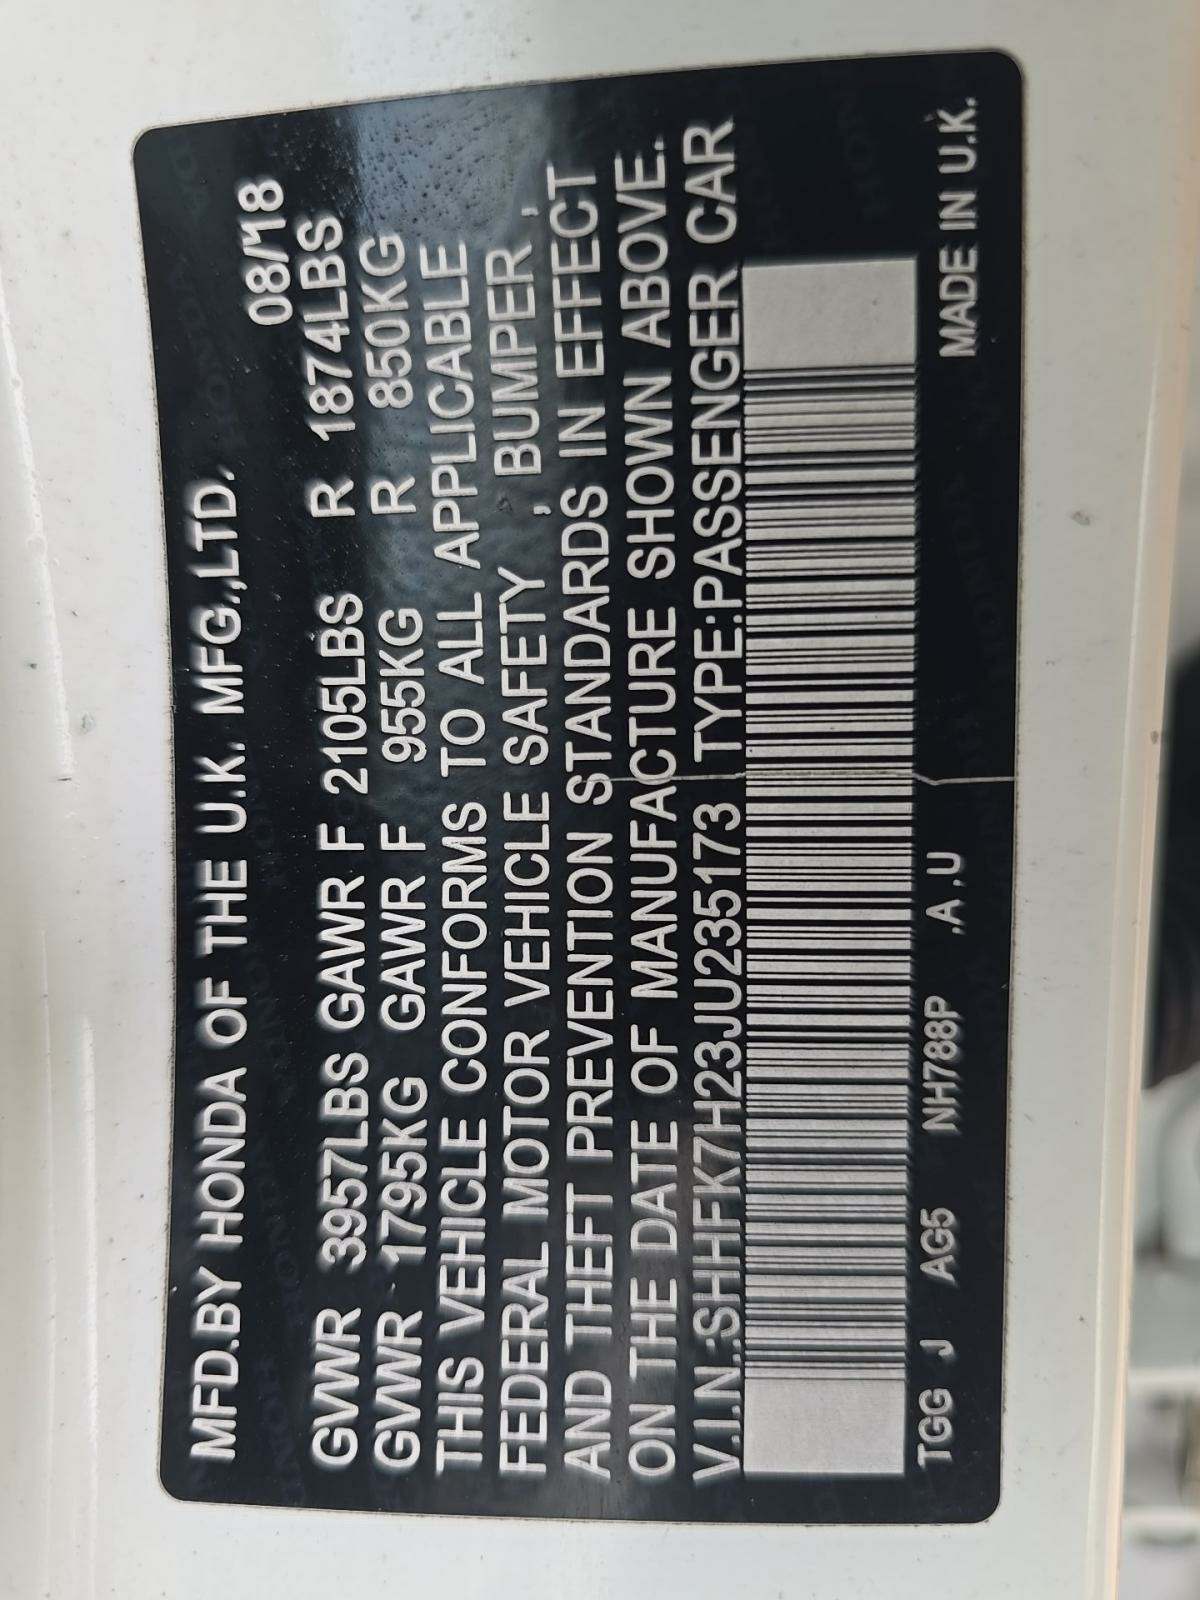 MFD.BY HONDA OF THE U.K. MFG.,LTD.
08/'18
GVWR 3957LBS GAWR F 2105LBS R 1874LBS
GVWR 1795KG GAWR F 955KG R 850KG
THIS VEHICLE CONFORMS TO ALL APPLICABLE
FEDERAL MOTOR VEHICLE SAFETY , BUMPER ,
AND THEFT PREVENTION STANDARDS IN EFFECT
ON THE DATE OF MANUFACTURE SHOWN ABOVE.
V.I.N.:SHHFK7H23JU235173 TYPE:PASSENGER CAR
TGG J AG5 NH788P .A,U MADE IN U.K.